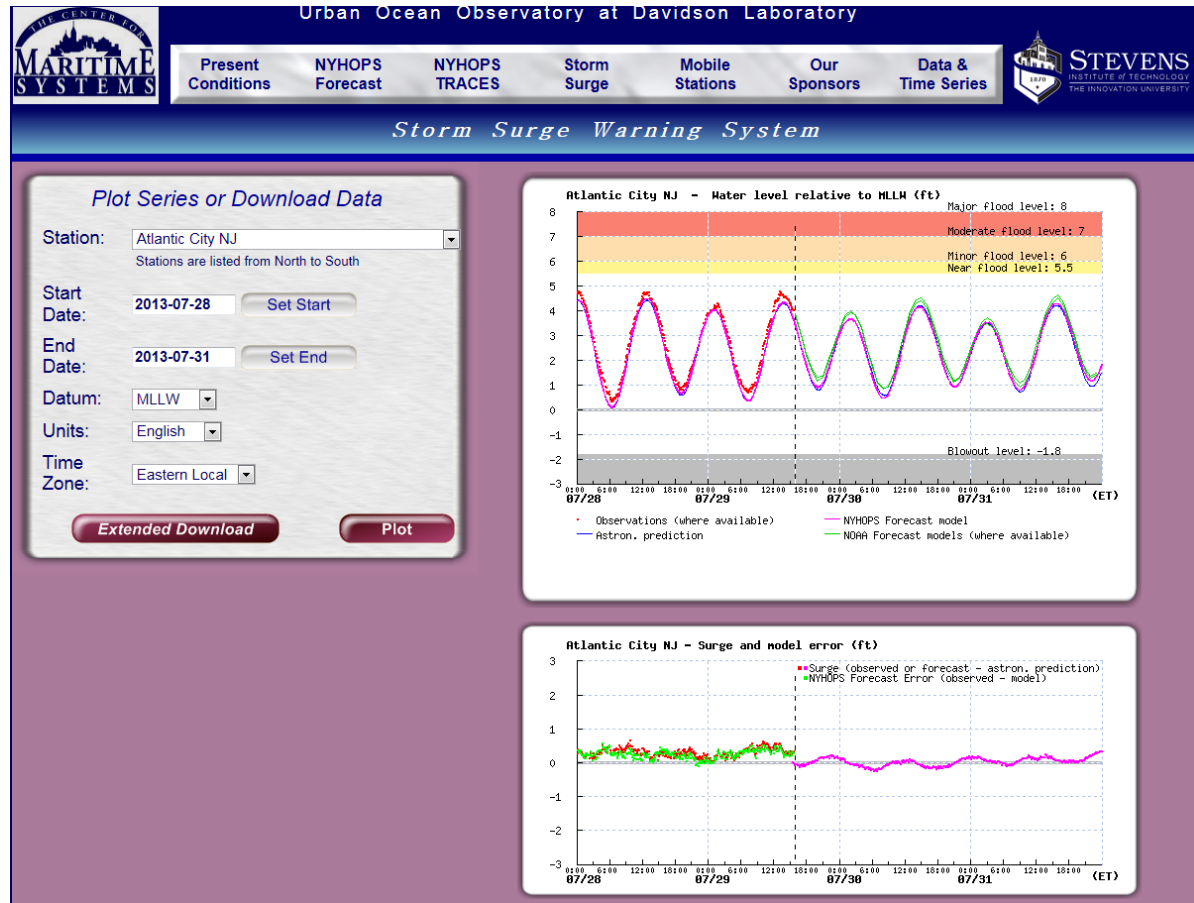 Urban Ocean Observatory at Davidson Laboratory
THE CENTER FOR
MARITIME
SYSTEMS
Present Conditions
NYHOPS Forecast
NYHOPS TRACES
Storm Surge
Mobile Stations
Our Sponsors
Data & Time Series
1870
STEVENS
INSTITUTE of TECHNOLOGY
THE INNOVATION UNIVERSITY
Storm Surge Warning System
Plot Series or Download Data
Station: Atlantic City NJ
Stations are listed from North to South
Start Date: 2013-07-28 Set Start
End Date: 2013-07-31 Set End
Datum: MLLW
Units: English
Time Zone: Eastern Local
Extended Download Plot
Atlantic City NJ - Water level relative to MLLW (ft)
Major flood level: 8
Moderate flood level: 7
Minor flood level: 6
Near flood level: 5.5
Blowout level: -1.8
8
7
6
5
4
3
2
1
0
-1
-2
-3
0:00 6:00 12:00 18:00 0:00 6:00 12:00 18:00 0:00 6:00 12:00 18:00 0:00 6:00 12:00 18:00
07/28 07/29 07/30 07/31 (ET)
Observations (where available)
NYHOPS Forecast model
Astron. prediction
NOAA Forecast models (where available)
Atlantic City NJ - Surge and model error (ft)
Surge (observed or forecast - astron. prediction)
NYHOPS Forecast Error (observed - model)
3
2
1
0
-1
-2
-3
0:00 6:00 12:00 18:00 0:00 6:00 12:00 18:00 0:00 6:00 12:00 18:00 0:00 6:00 12:00 18:00
07/28 07/29 07/30 07/31 (ET)